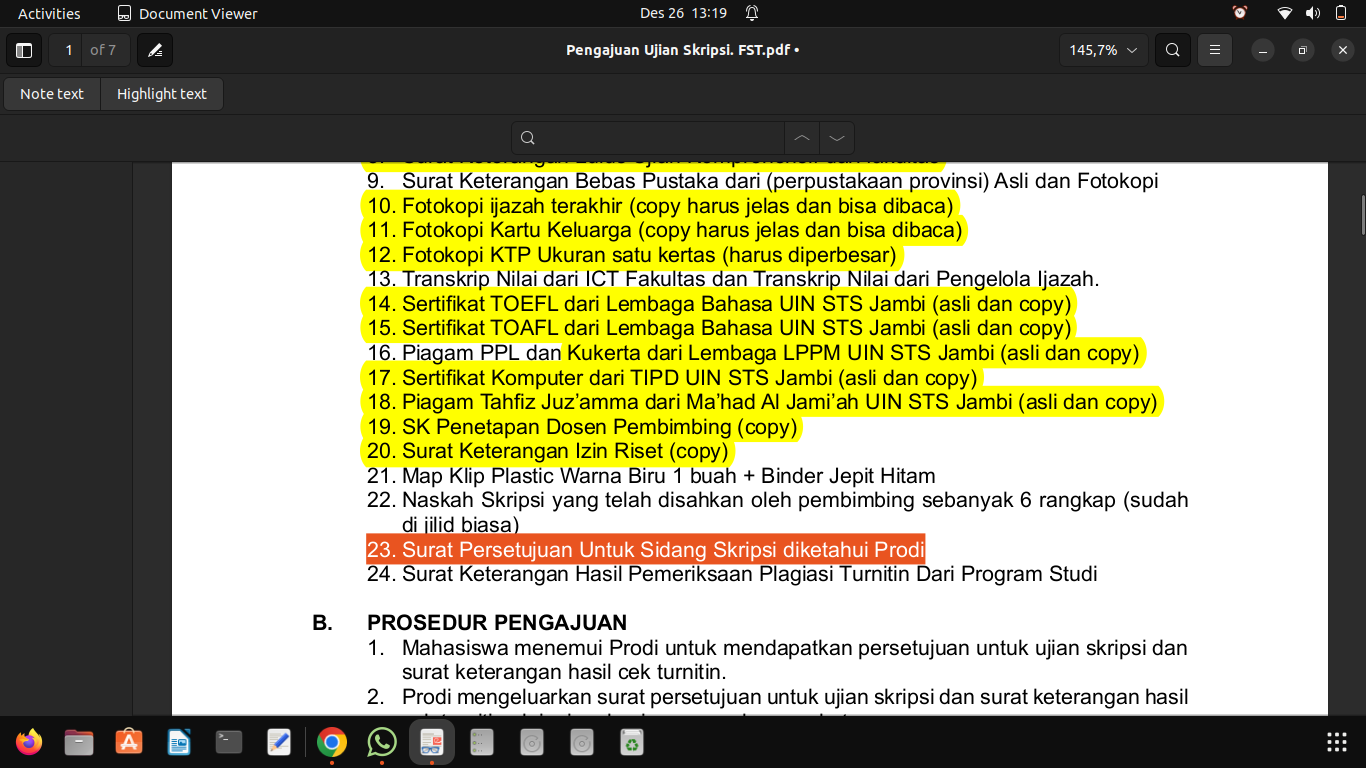 Activities
Document Viewer
Des 26 13:19
1 of 7
Pengajuan Ujian Skripsi. FST.pdf •
145,7%
Note text
Highlight text
9. Surat Keterangan Bebas Pustaka dari (perpustakaan provinsi) Asli dan Fotokopi
10. Fotokopi ijazah terakhir (copy harus jelas dan bisa dibaca)
11. Fotokopi Kartu Keluarga (copy harus jelas dan bisa dibaca)
12. Fotokopi KTP Ukuran satu kertas (harus diperbesar)
13. Transkrip Nilai dari ICT Fakultas dan Transkrip Nilai dari Pengelola Ijazah.
14. Sertifikat TOEFL dari Lembaga Bahasa UIN STS Jambi (asli dan copy)
15. Sertifikat TOAFL dari Lembaga Bahasa UIN STS Jambi (asli dan copy)
16. Piagam PPL dan Kukerta dari Lembaga LPPM UIN STS Jambi (asli dan copy)
17. Sertifikat Komputer dari TIPD UIN STS Jambi (asli dan copy)
18. Piagam Tahfiz Juz’amma dari Ma’had Al Jami’ah UIN STS Jambi (asli dan copy)
19. SK Penetapan Dosen Pembimbing (copy)
20. Surat Keterangan Izin Riset (copy)
21. Map Klip Plastic Warna Biru 1 buah + Binder Jepit Hitam
22. Naskah Skripsi yang telah disahkan oleh pembimbing sebanyak 6 rangkap (sudah
di jilid biasa)
23. Surat Persetujuan Untuk Sidang Skripsi diketahui Prodi
24. Surat Keterangan Hasil Pemeriksaan Plagiasi Turnitin Dari Program Studi
B. PROSEDUR PENGAJUAN
1. Mahasiswa menemui Prodi untuk mendapatkan persetujuan untuk ujian skripsi dan
surat keterangan hasil cek turnitin.
2. Prodi mengeluarkan surat persetujuan untuk ujian skripsi dan surat keterangan hasil